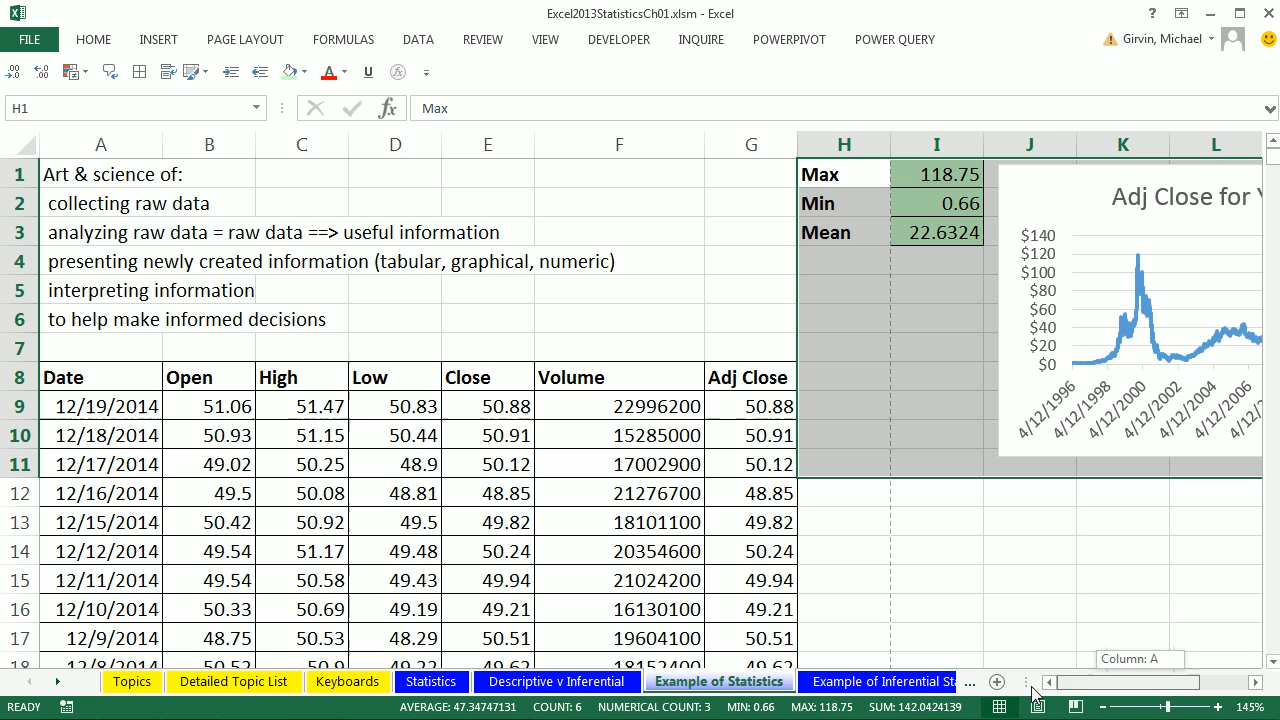 Excel2013StatisticsCh01.xlsm - Excel
FILE HOME INSERT PAGE LAYOUT FORMULAS DATA REVIEW VIEW DEVELOPER INQUIRE POWERPIVOT POWER QUERY Girvin, Michael
H1 Max
A B C D E F G H I J K L
1 Art & science of: Max 118.75
2 collecting raw data Min 0.66
3 analyzing raw data = raw data ==> useful information Mean 22.6324
4 presenting newly created information (tabular, graphical, numeric)
5 interpreting information
6 to help make informed decisions
7
Adj Close for
$140
$100
$80
$60
$40
$20
$0
4/12/1996 4/12/1998 4/12/2000 4/12/2002 4/12/2004 4/12/2006
8 Date Open High Low Close Volume Adj Close
9 12/19/2014 51.06 51.47 50.83 50.88 22996200 50.88
10 12/18/2014 50.93 51.15 50.44 50.91 15285000 50.91
11 12/17/2014 49.02 50.25 48.9 50.12 17002900 50.12
12 12/16/2014 49.5 50.08 48.81 48.85 21276700 48.85
13 12/15/2014 50.42 50.92 49.5 49.82 18101100 49.82
14 12/12/2014 49.54 51.17 49.48 50.24 20354600 50.24
15 12/11/2014 49.54 50.58 49.43 49.94 21024200 49.94
16 12/10/2014 50.33 50.69 49.19 49.21 16130100 49.21
17 12/9/2014 48.75 50.53 48.29 50.51 19604100 50.51
18 12/8/2014 50.52 50.9 49.22 49.62 18152400 49.62
Column: A
Topics Detailed Topic List Keyboards Statistics Descriptive v Inferential Example of Statistics Example of Inferential Sta ...
READY AVERAGE: 47.34747131 COUNT: 6 NUMERICAL COUNT: 3 MIN: 0.66 MAX: 118.75 SUM: 142.0424139 145%